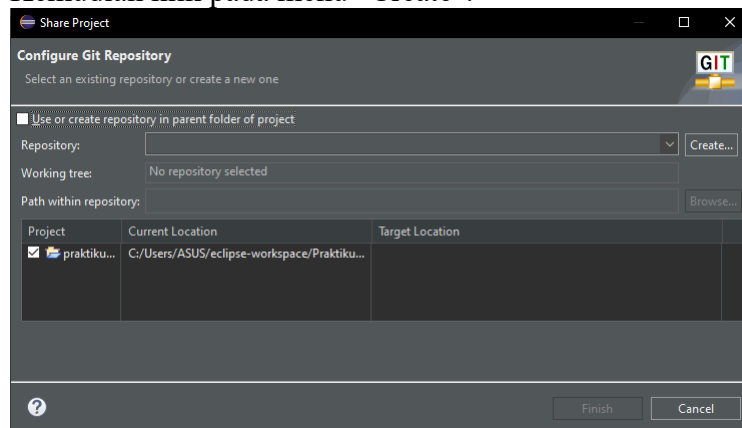 Share Project
Configure Git Repository
Select an existing repository or create a new one
GIT
Use or create repository in parent folder of project
Repository:
Create...
Working tree:
No repository selected
Path within repository:
Browse...
Project Current Location Target Location
praktiku... C:/Users/ASUS/eclipse-workspace/Praktiku...
?
Finish Cancel